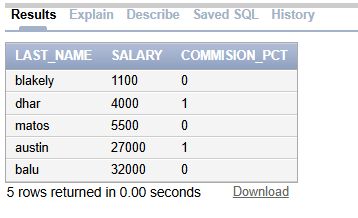 Results Explain Describe Saved SQL History
LAST_NAME SALARY COMMISION_PCT
blakely 1100 0
dhar 4000 1
matos 5500 0
austin 27000 1
balu 32000 0
5 rows returned in 0.00 seconds Download